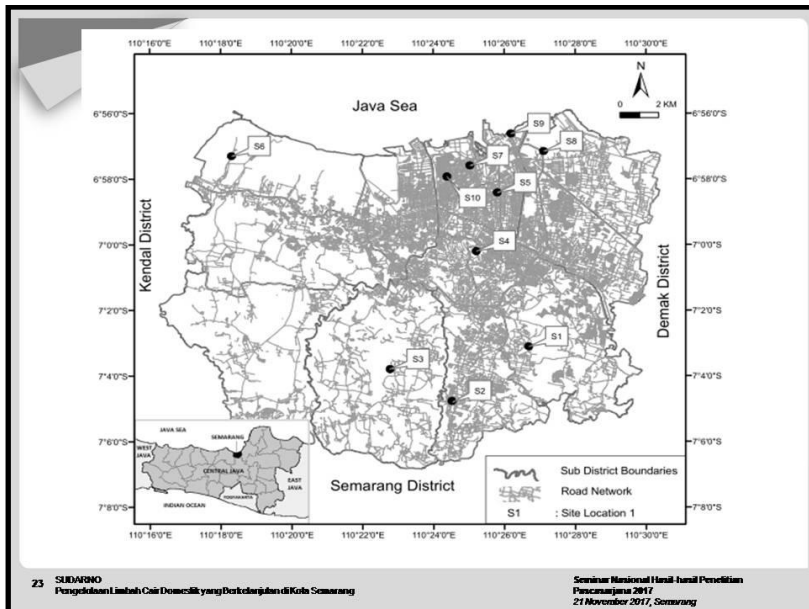 110°16'0"E 110°18'0"E 110°20'0"E 110°22'0"E 110°24'0"E 110°26'0"E 110°28'0"E 110°30'0"E
N
0 2 KM
Java Sea
6°56'0"S 6°56'0"S
S9
S6
S7
S8
6°58'0"S 6°58'0"S
S10
S5
7°0'0"S 7°0'0"S
S4
Kendal District
Demak District
7°2'0"S 7°2'0"S
S1
S3
7°4'0"S 7°4'0"S
S2
7°6'0"S 7°6'0"S
7°8'0"S 7°8'0"S
Semarang District
JAVA SEA
SEMARANG
WEST JAVA
CENTRAL JAVA
EAST JAVA
YOGYAKARTA
INDIAN OCEAN
Sub District Boundaries
Road Network
S1 : Site Location 1
110°16'0"E 110°18'0"E 110°20'0"E 110°22'0"E 110°24'0"E 110°26'0"E 110°28'0"E 110°30'0"E
23 SUDARNO
Pengelolaan Limbah Cair Domestik yang Berkelanjutan di Kota Semarang
Seminar Nasional Hasil-hasil Penelitian
Pascasarjana 2017
21 November 2017, Semarang